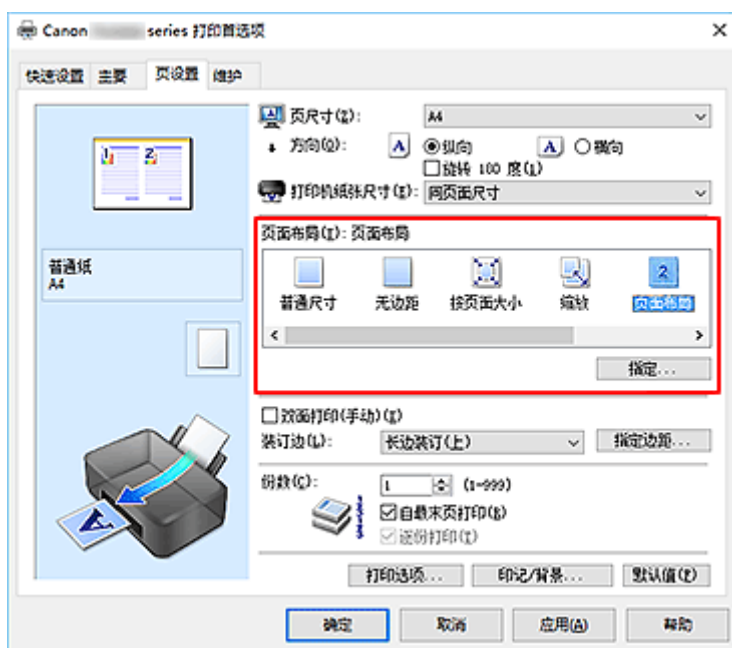 Canon series 打印首选项
快速设置 主要 页设置 维护
1 2
普通纸
A4
页尺寸(Z): A4
方向(O): A 纵向 A 横向
旋转 180 度(L)
打印机纸张尺寸(E): 同页面尺寸
页面布局(I): 页面布局
2
普通尺寸 无边距 按页面大小 缩放 页面布局
指定...
双面打印(手动)(X)
装订边(L): 长边装订(上) 指定边距...
份数(C): 1 (1-999)
自最末页打印(B)
逐份打印(T)
打印选项... 印记/背景... 默认值(F)
A
确定 取消 应用(A) 帮助